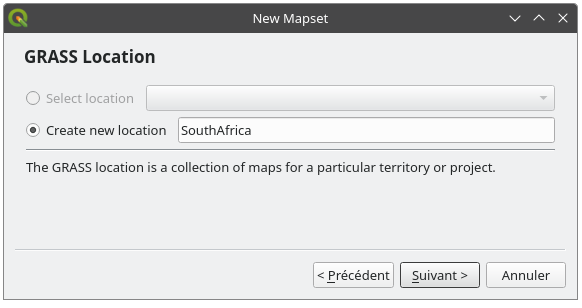 New Mapset
GRASS Location
Select location
Create new location SouthAfrica
The GRASS location is a collection of maps for a particular territory or project.
< Précédent Suivant > Annuler